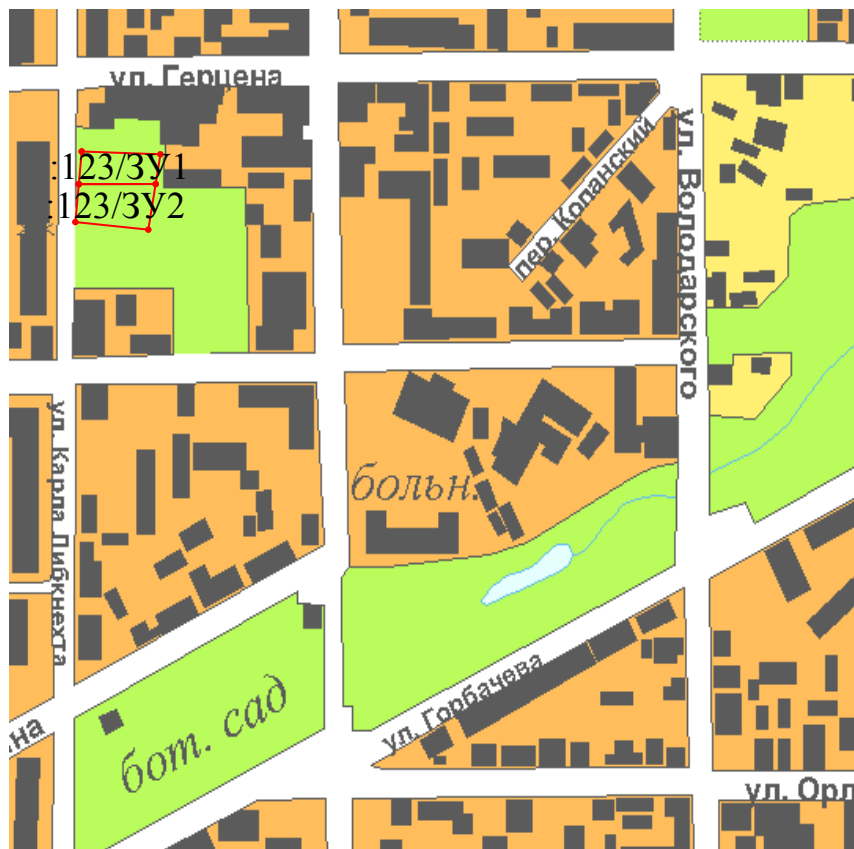 ул. Герцена
:123/ЗУ1
:123/ЗУ2
пер. Копанский
ул. Володарского
ул. Карла Либкнехта
больн.
ул. Горбачева
бот. сад
на
ул. Орл